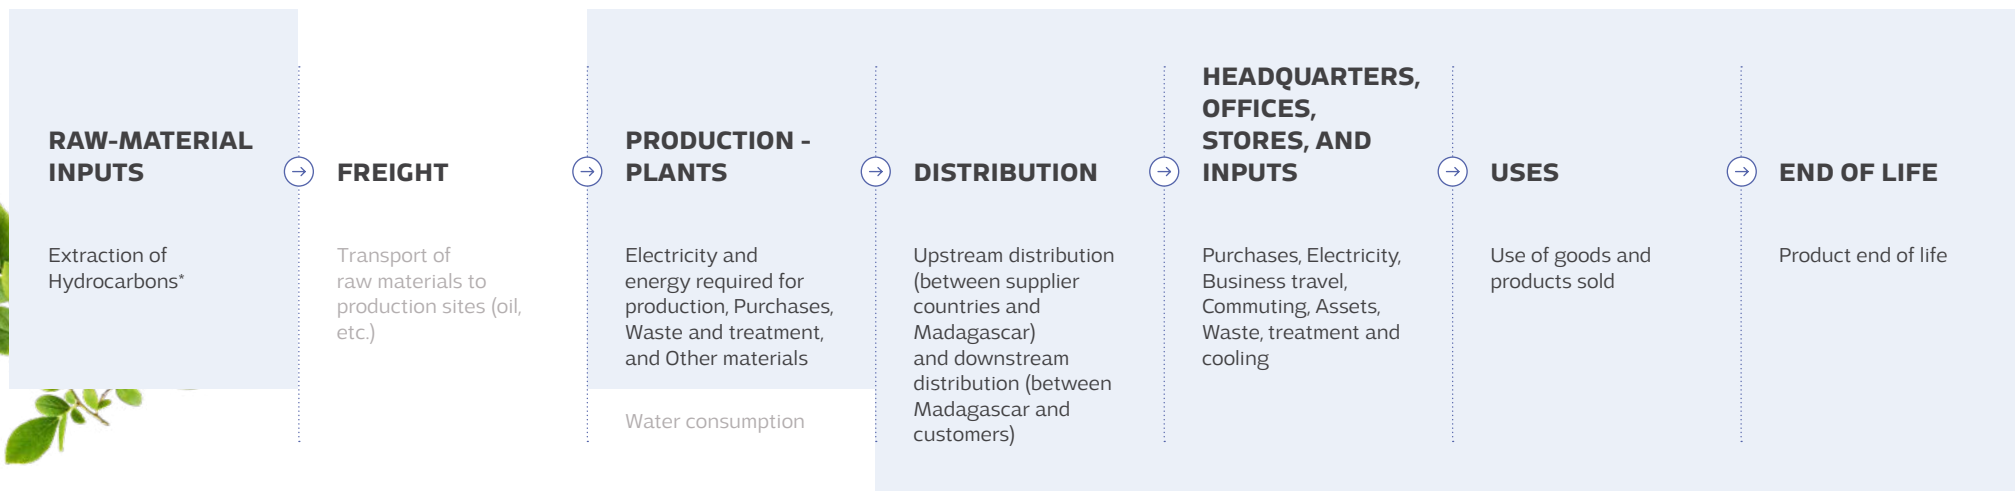 RAW-MATERIAL
INPUTS
Extraction of
Hydrocarbons*
FREIGHT
Transport of
raw materials to
production sites (oil,
etc.)
PRODUCTION -
PLANTS
Electricity and
energy required for
production, Purchases,
Waste and treatment,
and Other materials
Water consumption
DISTRIBUTION
Upstream distribution
(between supplier
countries and
Madagascar)
and downstream
distribution (between
Madagascar and
customers)
HEADQUARTERS,
OFFICES,
STORES, AND
INPUTS
Purchases, Electricity,
Business travel,
Commuting, Assets,
Waste, treatment and
cooling
USES
Use of goods and
products sold
END OF LIFE
Product end of life